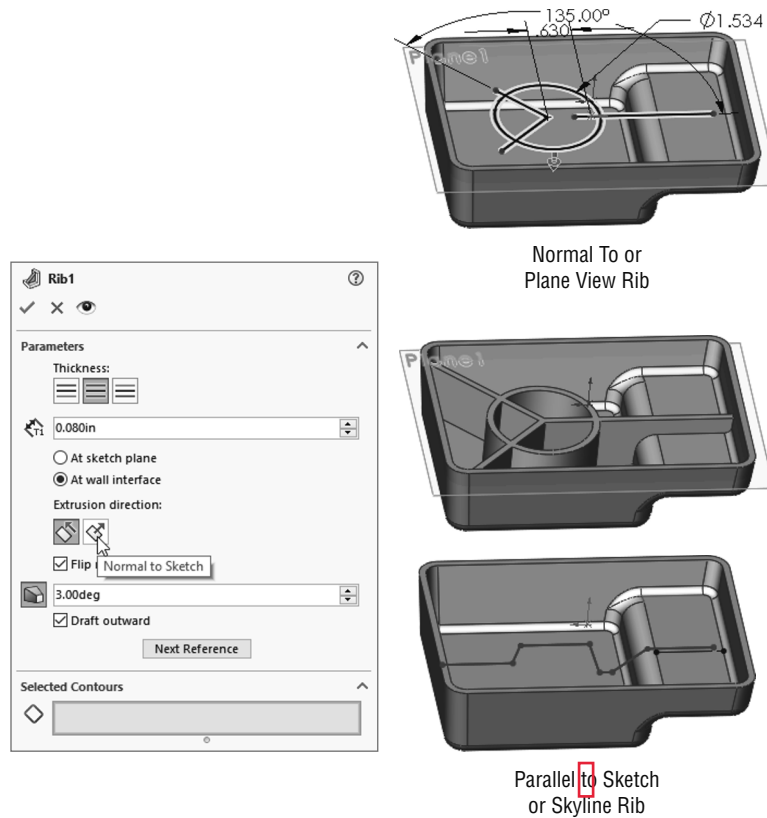 135.00°
.630
Ø1.534
Plane1
Normal To or
Plane View Rib
Rib1
Parameters
Thickness:
T1
0.080in
At sketch plane
At wall interface
Extrusion direction:
Normal to Sketch
Flip
3.00deg
Draft outward
Next Reference
Selected Contours
Plane1
Parallel to Sketch
or Skyline Rib